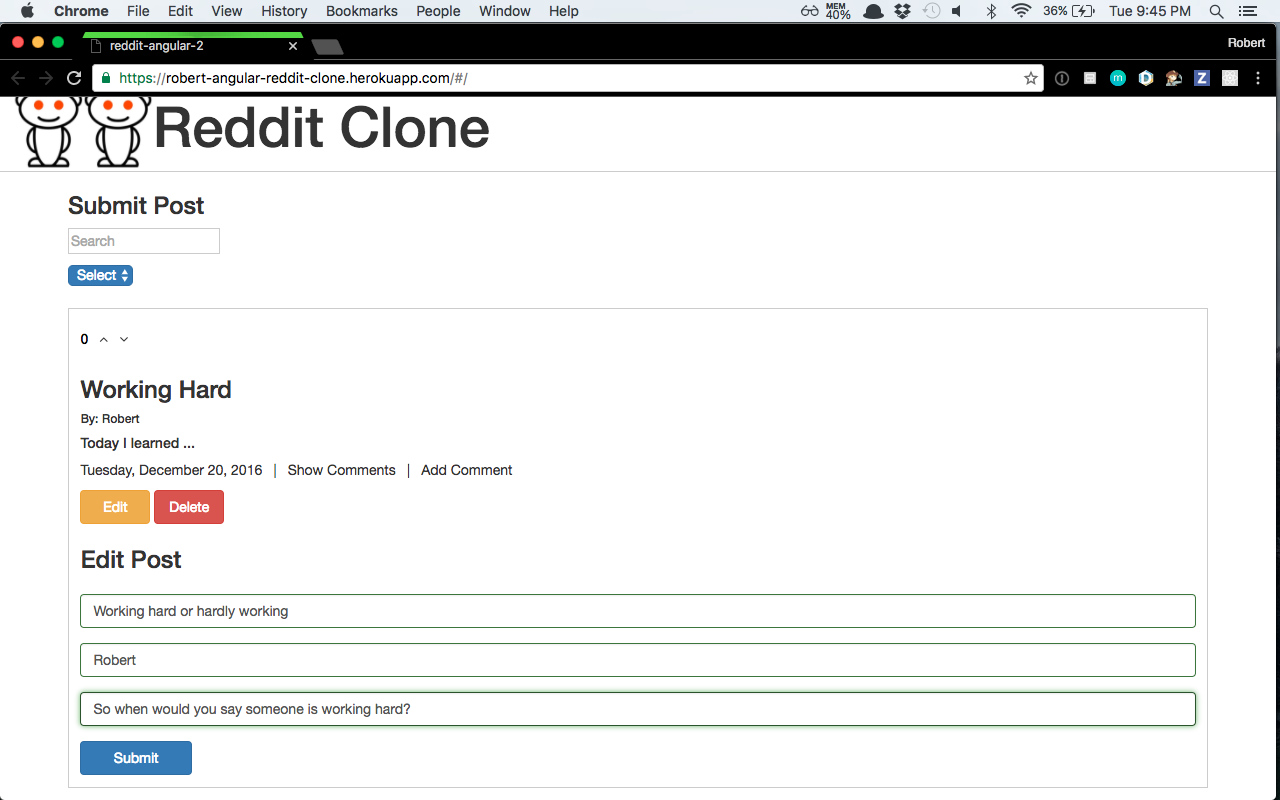 Chrome File Edit View History Bookmarks People Window Help MEM 40% 36% Tue 9:45 PM
reddit-angular-2 Robert
https://robert-angular-reddit-clone.herokuapp.com/#/
Reddit Clone
Submit Post
Search
Select
0
Working Hard
By: Robert
Today I learned ...
Tuesday, December 20, 2016 | Show Comments | Add Comment
Edit Delete
Edit Post
Working hard or hardly working
Robert
So when would you say someone is working hard?
Submit